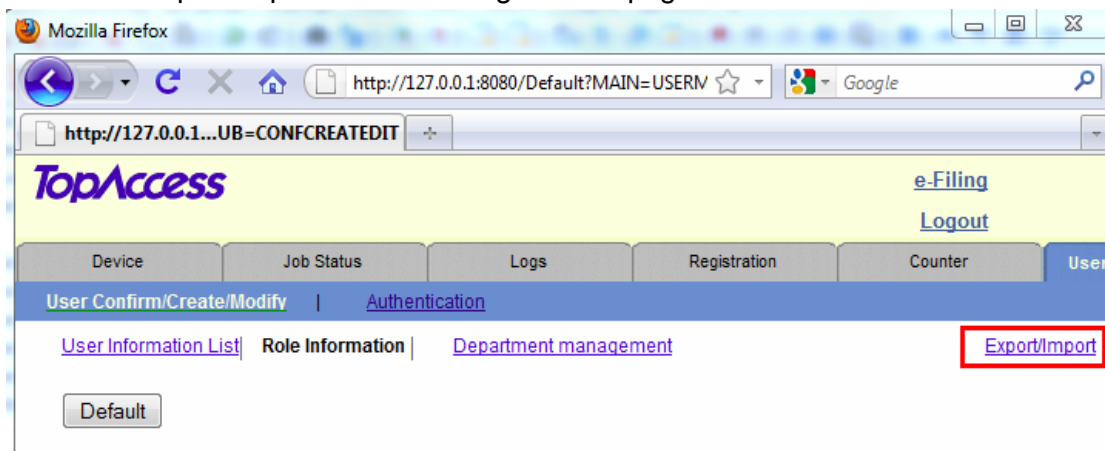 Mozilla Firefox
http://127.0.0.1:8080/Default?MAIN=USERM Google
http://127.0.0.1...UB=CONFCREATEDIT
TopAccess
e-Filing
Logout
Device Job Status Logs Registration Counter User
User Confirm/Create/Modify | Authentication
User Information List | Role Information | Department management Export/Import
Default